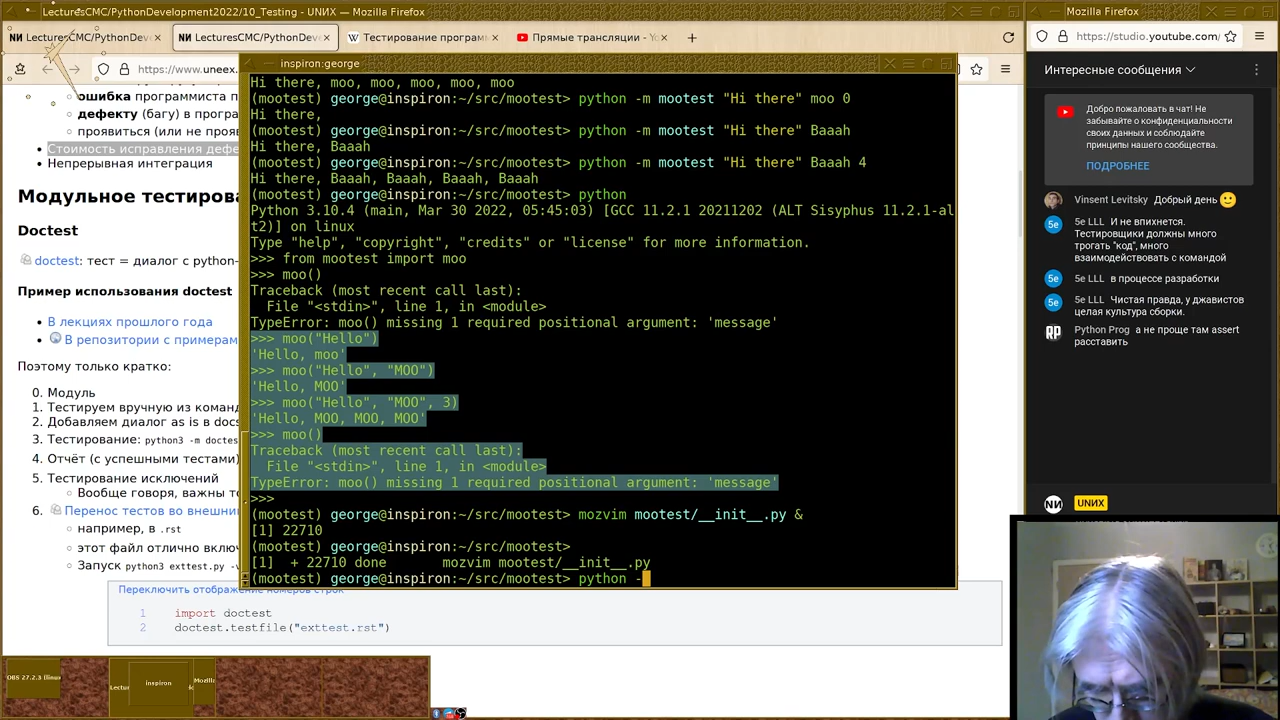 LecturesCMC/PythonDevelopment2022/10_Testing - UNИX — Mozilla Firefox
Mozilla Firefox
LecturesCMC/PythonDeve
LecturesCMC/PythonDev
Тестирование програм
Прямые трансляции - Yo
https://www.uneex.
https://studio.youtube.com/
inspiron:george
ошибка программиста п
дефекту (багу) в програ
проявиться (или не прояв
Стоимость исправления дефе
Непрерывная интеграция
Модульное тестирова
Doctest
doctest: тест = диалог с python-
Пример использования doctest
В лекциях прошлого года
В репозитории с примерам
Поэтому только кратко:
0. Модуль
1. Тестируем вручную из команд
2. Добавляем диалог as is в docs
3. Тестирование: python3 -m doctes
4. Отчёт (с успешными тестами)
5. Тестирование исключений
Вообще говоря, важны то
6. Перенос тестов во внешни
например, в .rst
этот файл отлично включ
Запуск python3 exttest.py -v
Переключить отображение номеров строк
1 import doctest
2 doctest.testfile("exttest.rst")
Hi there, moo, moo, moo, moo, moo
(mootest) george@inspiron:~/src/mootest> python -m mootest "Hi there" moo 0
Hi there,
(mootest) george@inspiron:~/src/mootest> python -m mootest "Hi there" Baaah
Hi there, Baaah
(mootest) george@inspiron:~/src/mootest> python -m mootest "Hi there" Baaah 4
Hi there, Baaah, Baaah, Baaah, Baaah
(mootest) george@inspiron:~/src/mootest> python
Python 3.10.4 (main, Mar 30 2022, 05:45:03) [GCC 11.2.1 20211202 (ALT Sisyphus 11.2.1-al
t2)] on linux
Type "help", "copyright", "credits" or "license" for more information.
>>> from mootest import moo
>>> moo()
Traceback (most recent call last):
File "<stdin>", line 1, in <module>
TypeError: moo() missing 1 required positional argument: 'message'
>>> moo("Hello")
'Hello, moo'
>>> moo("Hello", "MOO")
'Hello, MOO'
>>> moo("Hello", "MOO", 3)
'Hello, MOO, MOO, MOO'
>>> moo()
Traceback (most recent call last):
File "<stdin>", line 1, in <module>
TypeError: moo() missing 1 required positional argument: 'message'
>>>
(mootest) george@inspiron:~/src/mootest> mozvim mootest/__init__.py &
[1] 22710
(mootest) george@inspiron:~/src/mootest>
[1] + 22710 done mozvim mootest/__init__.py
(mootest) george@inspiron:~/src/mootest> python -
Интересные сообщения
Добро пожаловать в чат! Не
забывайте о конфиденциальности
своих данных и соблюдайте
принципы нашего сообщества.
ПОДРОБНЕЕ
Vinsent Levitsky Добрый день
5e LLL И не впихнется.
Тестировщики должны много
трогать "код", много
взаимодействовать с командой
5e LLL в процессе разработки
5e LLL Чистая правда, у джавистов
целая культура сборки.
Python Prog а не проще там assert
расставить
UNИX
OBS 27.2.3 (linux
Lectur
inspiron
Mozill